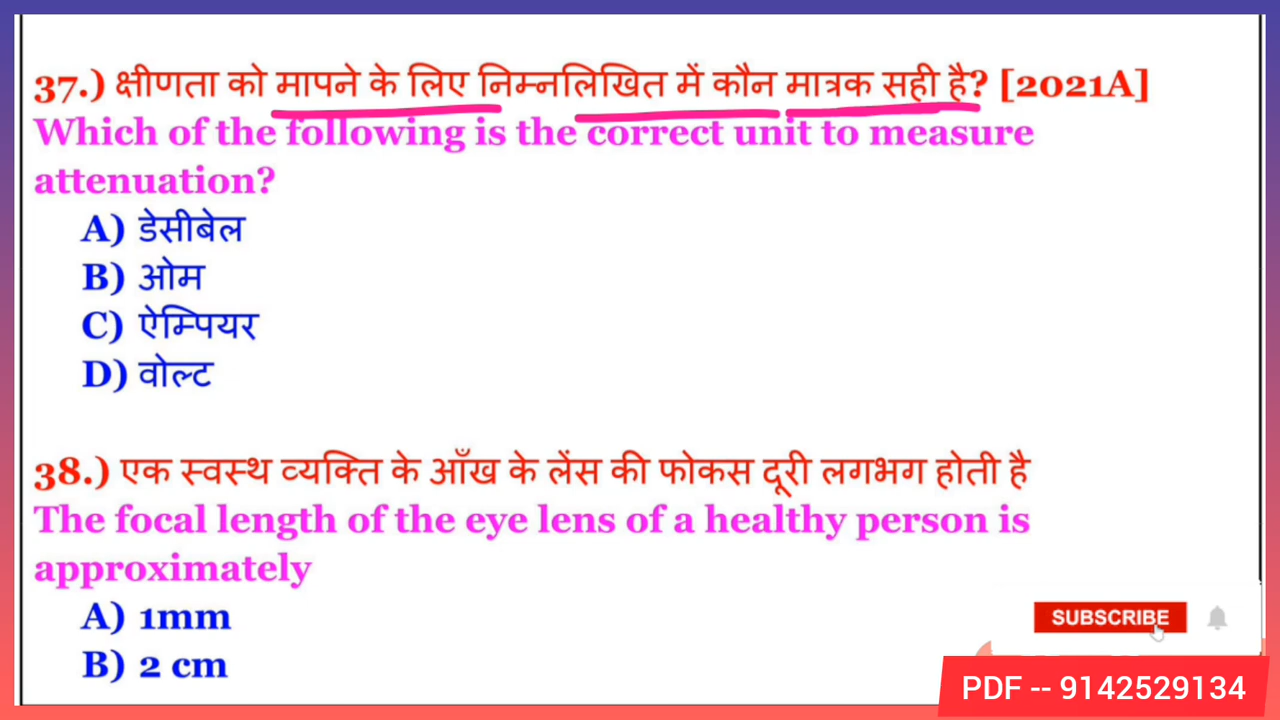 37.) क्षीणता को मापने के लिए निम्नलिखित में कौन मात्रक सही है? [2021A]
Which of the following is the correct unit to measure
attenuation?
A) डेसीबेल
B) ओम
C) ऐम्पियर
D) वोल्ट
38.) एक स्वस्थ व्यक्ति के आँख के लेंस की फोकस दूरी लगभग होती है
The focal length of the eye lens of a healthy person is
approximately
A) 1mm
B) 2 cm
SUBSCRIBE
PDF -- 9142529134